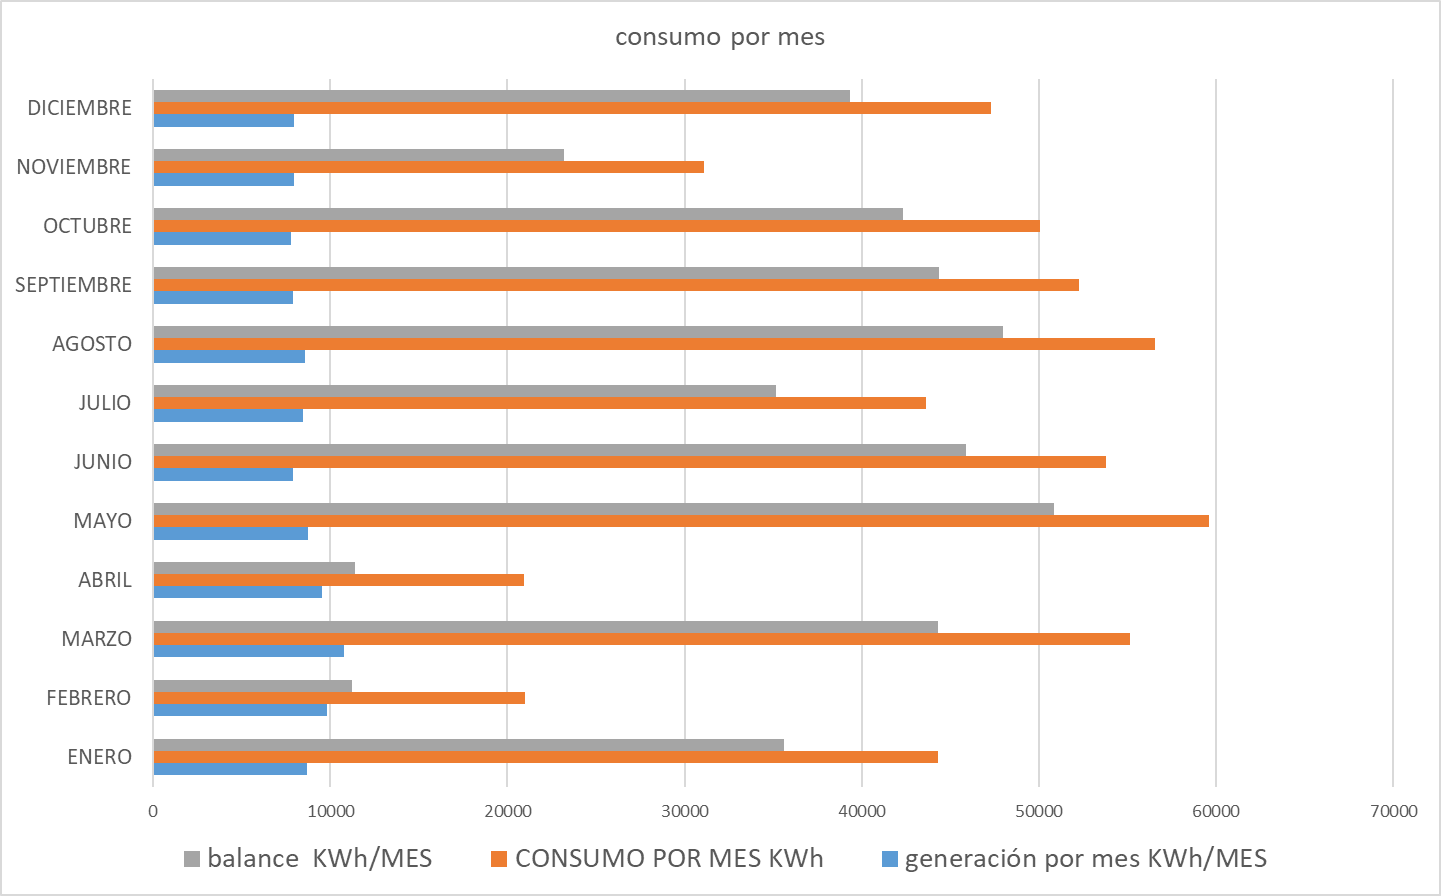 consumo por mes
DICIEMBRE
NOVIEMBRE
OCTUBRE
SEPTIEMBRE
AGOSTO
JULIO
JUNIO
MAYO
ABRIL
MARZO
FEBRERO
ENERO
0 10000 20000 30000 40000 50000 60000 70000
balance KWh/MES CONSUMO POR MES KWh generación por mes KWh/MES